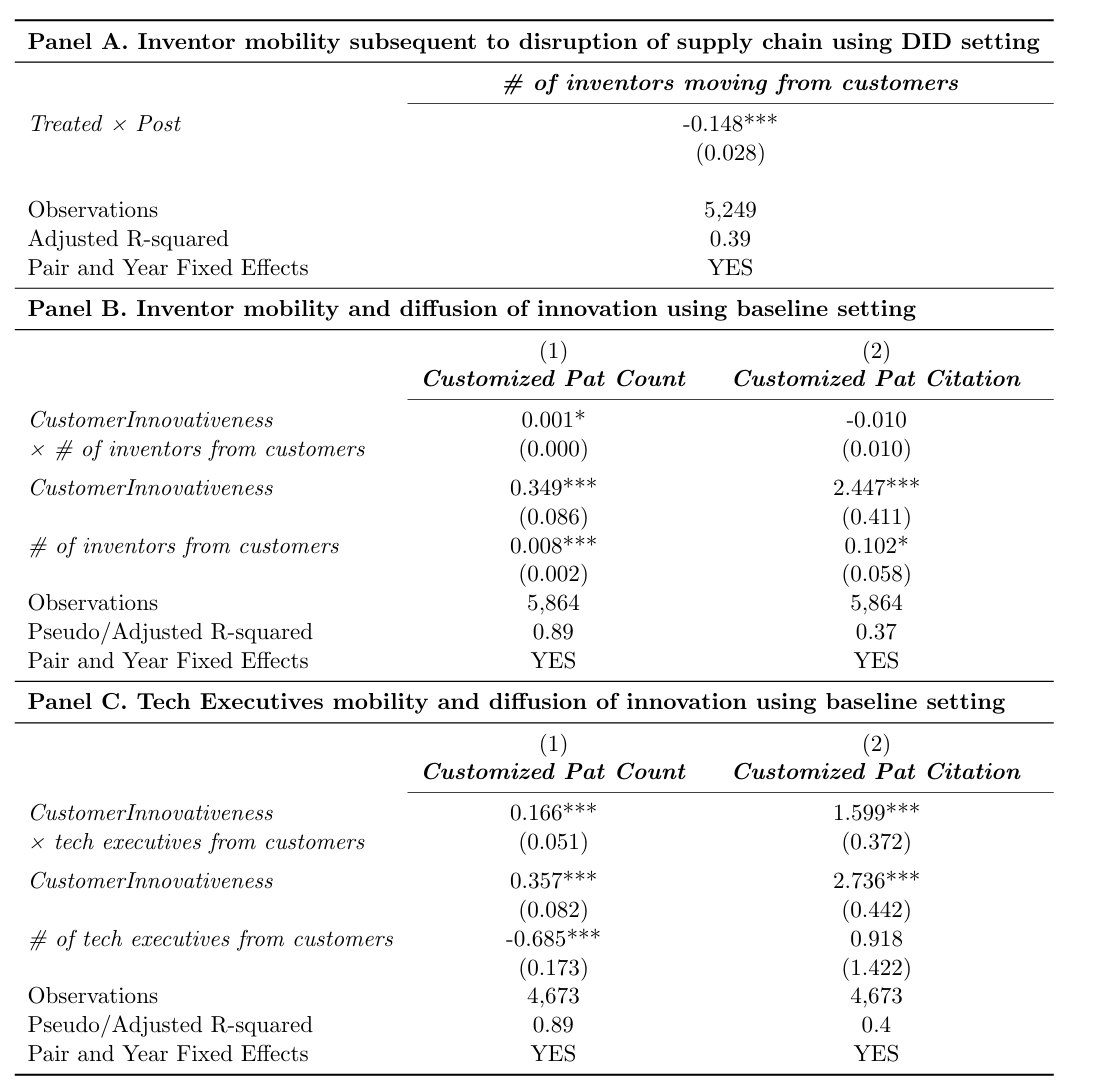 Panel A. Inventor mobility subsequent to disruption of supply chain using DID setting
# of inventors moving from customers
Treated × Post -0.148***
(0.028)
Observations 5,249
Adjusted R-squared 0.39
Pair and Year Fixed Effects YES
Panel B. Inventor mobility and diffusion of innovation using baseline setting
(1) (2)
Customized Pat Count Customized Pat Citation
CustomerInnovativeness 0.001* -0.010
× # of inventors from customers (0.000) (0.010)
CustomerInnovativeness 0.349*** 2.447***
(0.086) (0.411)
# of inventors from customers 0.008*** 0.102*
(0.002) (0.058)
Observations 5,864 5,864
Pseudo/Adjusted R-squared 0.89 0.37
Pair and Year Fixed Effects YES YES
Panel C. Tech Executives mobility and diffusion of innovation using baseline setting
(1) (2)
Customized Pat Count Customized Pat Citation
CustomerInnovativeness 0.166*** 1.599***
× tech executives from customers (0.051) (0.372)
CustomerInnovativeness 0.357*** 2.736***
(0.082) (0.442)
# of tech executives from customers -0.685*** 0.918
(0.173) (1.422)
Observations 4,673 4,673
Pseudo/Adjusted R-squared 0.89 0.4
Pair and Year Fixed Effects YES YES